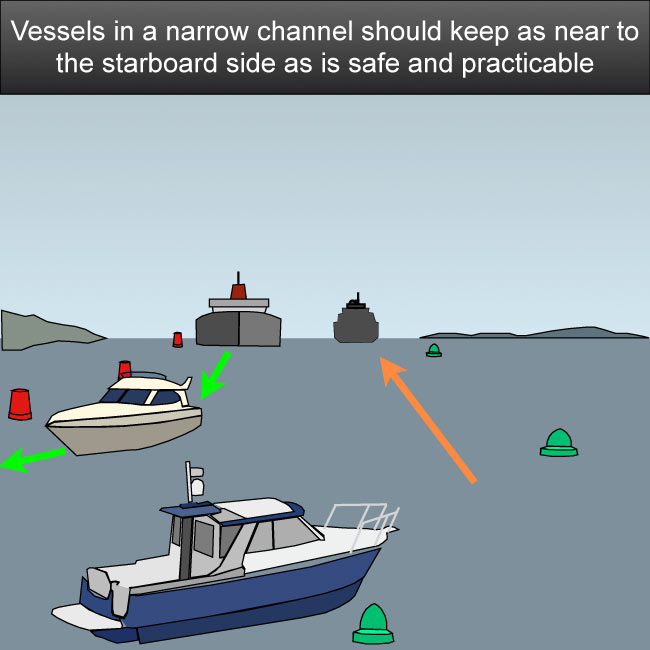 Vessels in a narrow channel should keep as near to
the starboard side as is safe and practicable